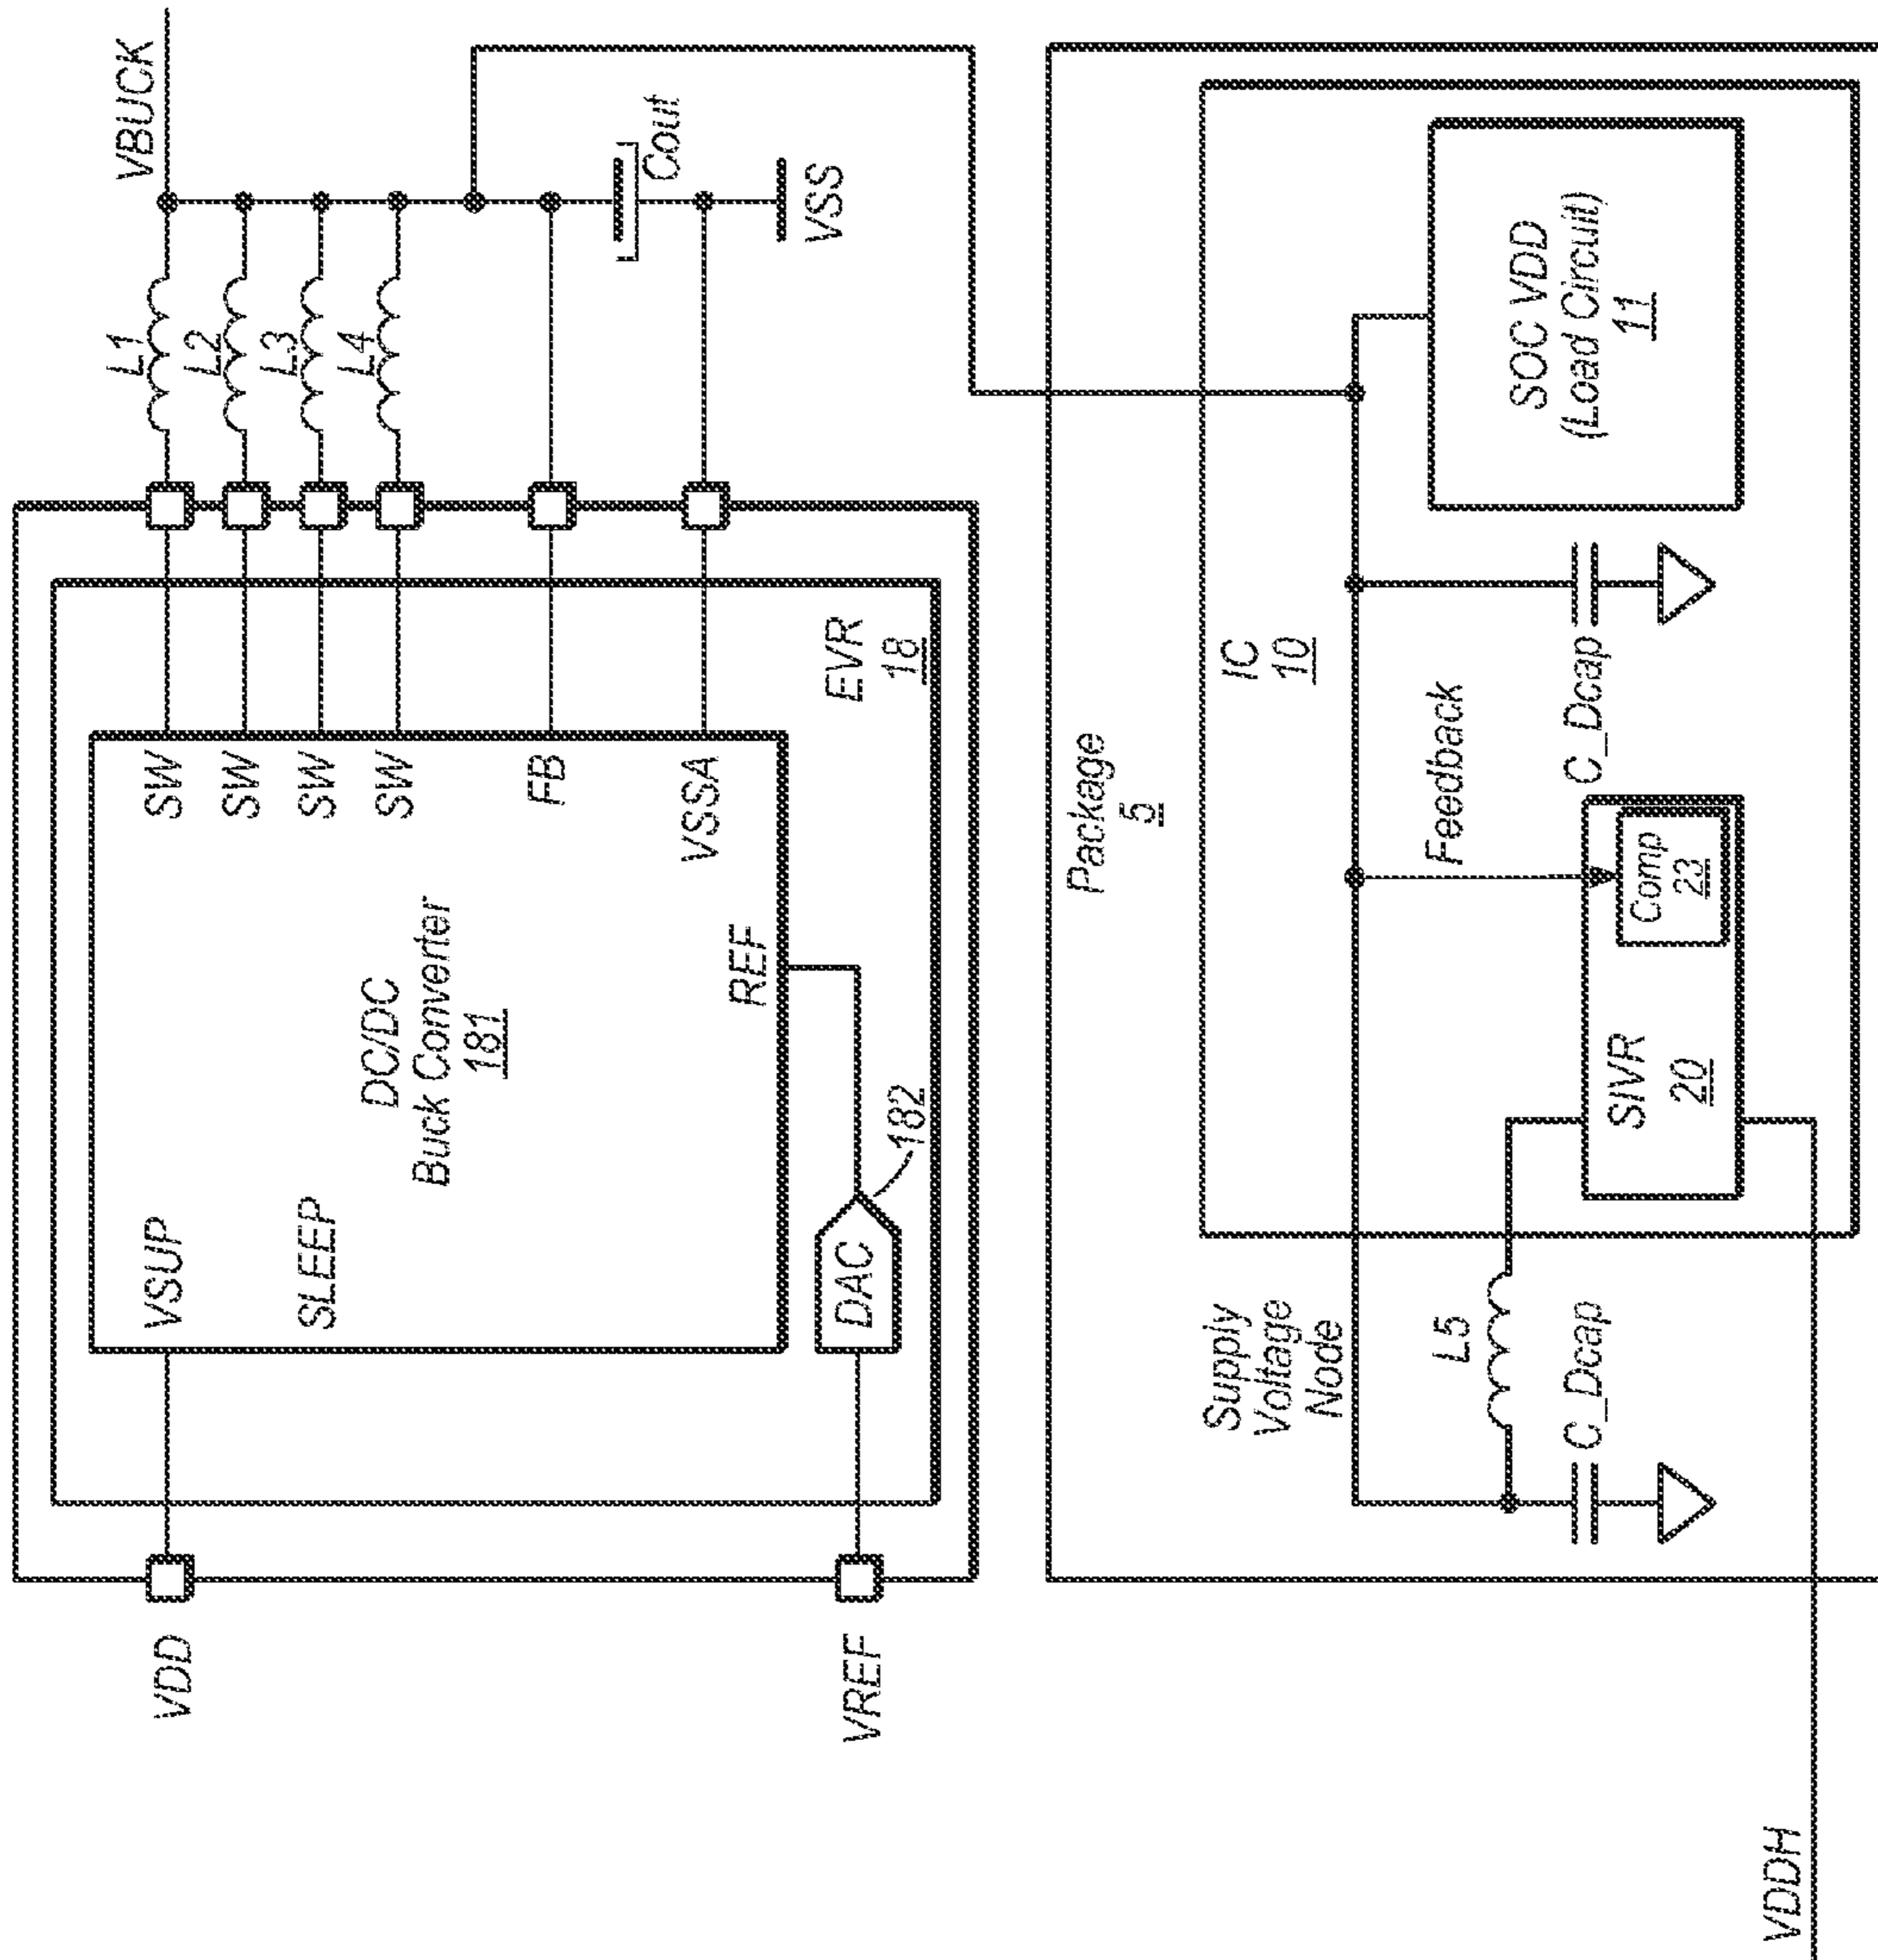 VDD
VREF
VSUP
SLEEP
DC/DC
Buck Converter
181
DAC
182
REF
SW
SW
SW
SW
FB
VSSA
EVR
18
L1
L2
L3
L4
VBUCK
Cout
VSS
Package
5
IC
10
Supply
Voltage
Node
L5
C_Dcap
SIVR
20
Comp
23
Feedback
C_Dcap
SOC VDD
(Load Circuit)
11
VDDH